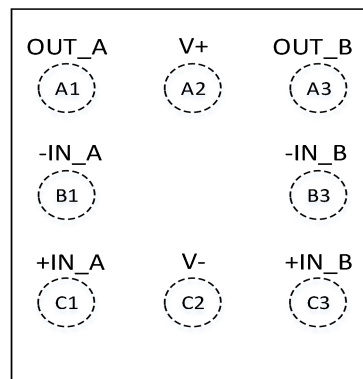 OUT_A V+ OUT_B
A1 A2 A3
-IN_A -IN_B
B1 B3
+IN_A V- +IN_B
C1 C2 C3